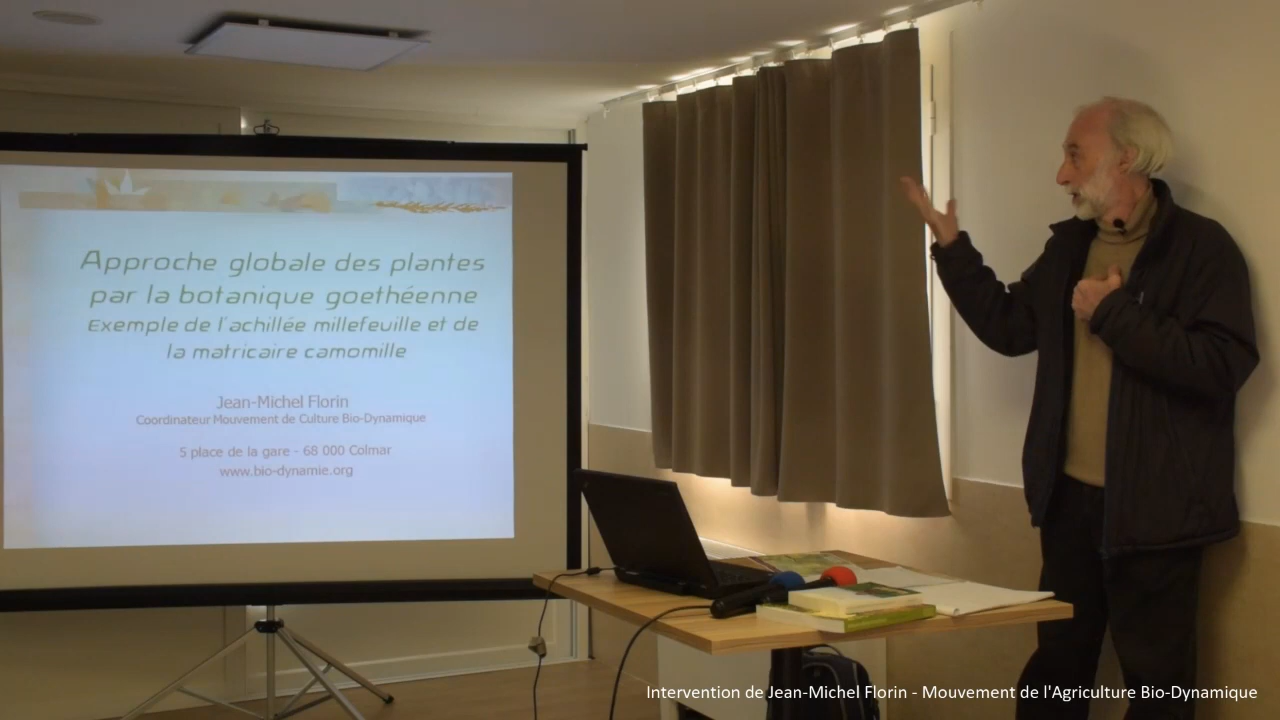 Approche globale des plantes
par la botanique goethéenne
Exemple de l'achillée millefeuille et de
la matricaire camomille
Jean-Michel Florin
Coordinateur Mouvement de Culture Bio-Dynamique
5 place de la gare - 68 000 Colmar
www.bio-dynamie.org
Intervention de Jean-Michel Florin - Mouvement de l'Agriculture Bio-Dynamique